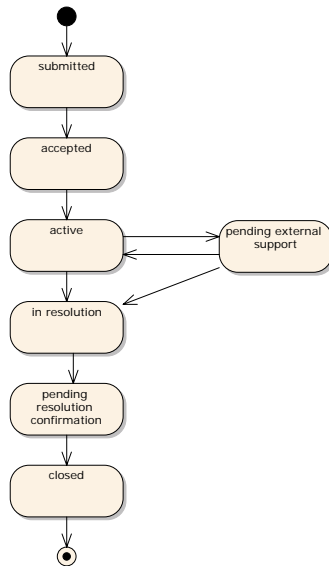 submitted
accepted
active
pending external
support
in resolution
pending
resolution
confirmation
closed